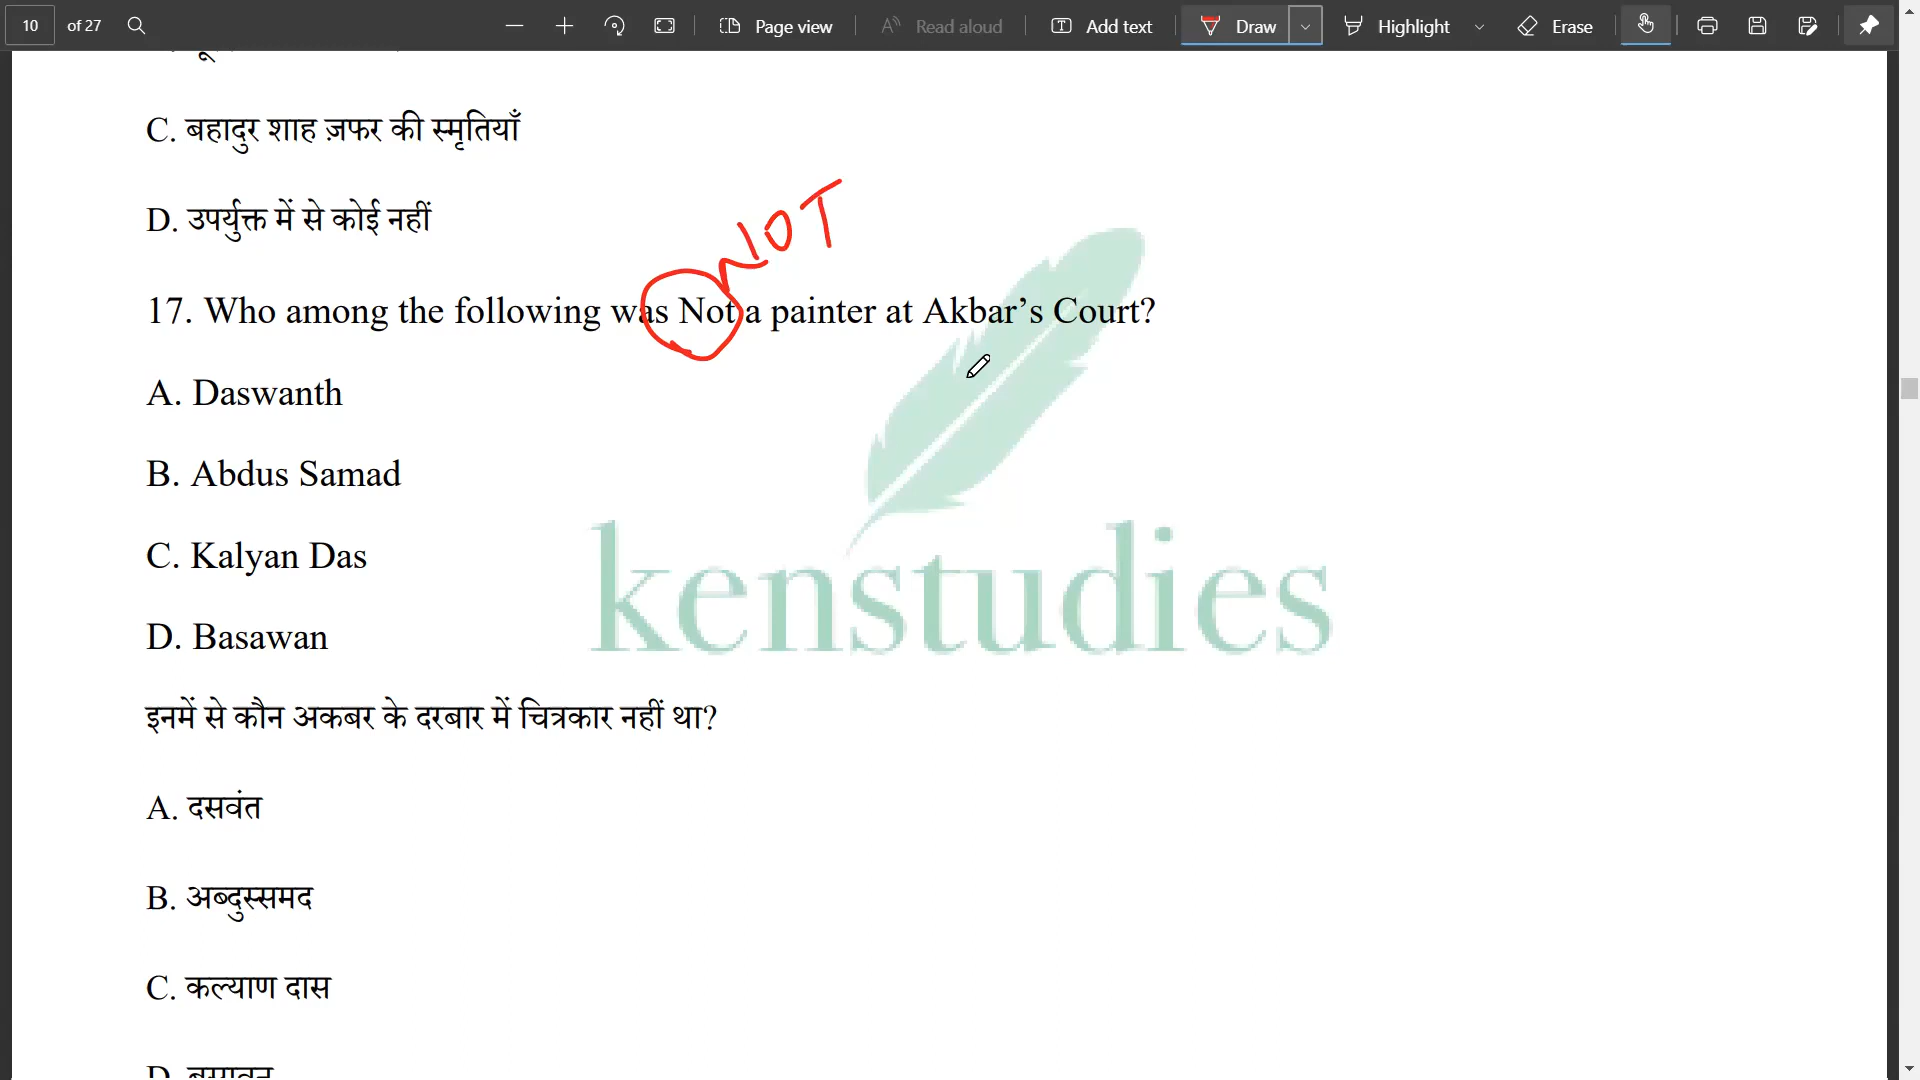 10 of 27 Page view Read aloud Add text Draw Highlight Erase
C. बहादुर शाह ज़फर की स्मृतियाँ
D. उपर्युक्त में से कोई नहीं
NOT
17. Who among the following was Not a painter at Akbar’s Court?
A. Daswanth
B. Abdus Samad
C. Kalyan Das
D. Basawan
kenstudies
इनमें से कौन अकबर के दरबार में चित्रकार नहीं था?
A. दसवंत
B. अब्दुस्समद
C. कल्याण दास
D. बसावन